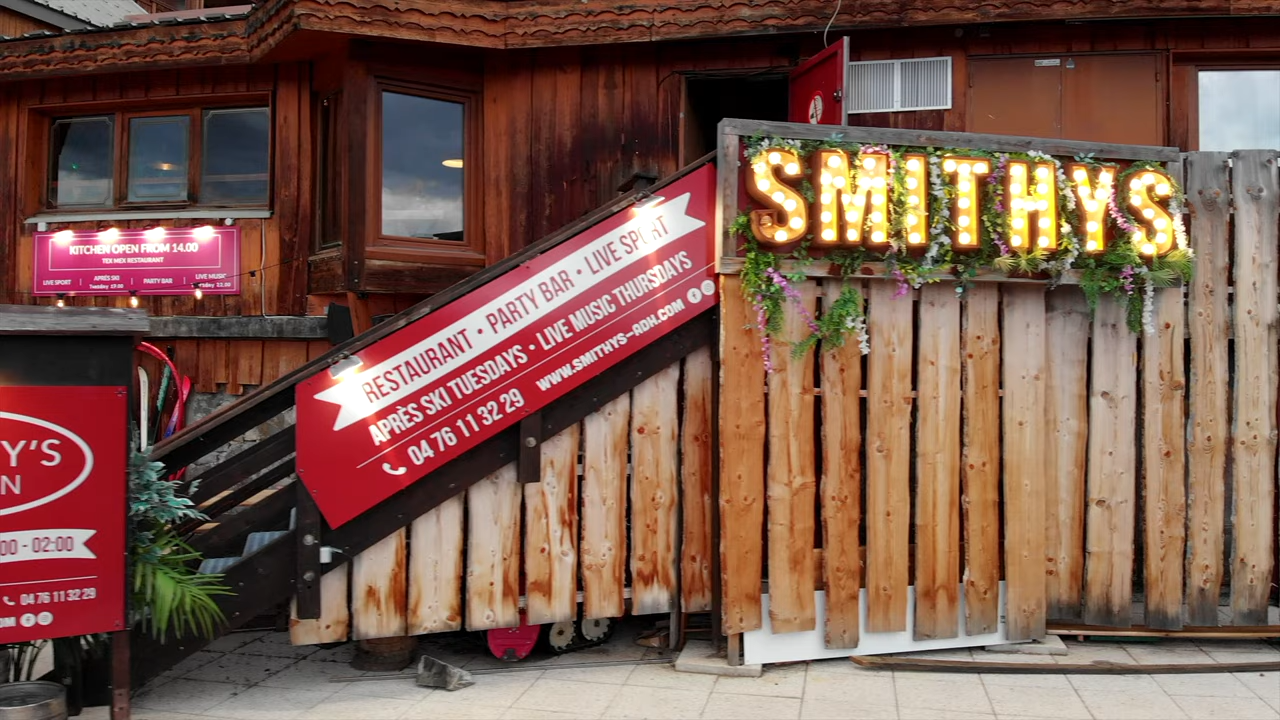 SMITHYS
KITCHEN OPEN FROM 14.00
TEX MEX RESTAURANT
LIVE SPORT
APRÈS SKI
Tuesday
PARTY BAR
LIVE MUSIC
RESTAURANT • PARTY BAR • LIVE SPORT
APRÈS SKI TUESDAYS • LIVE MUSIC THURSDAYS
04 76 11 32 29
WWW.SMITHYS-ADH.COM
Y'S
N
00 - 02:00
04 76 11 32 29
OM